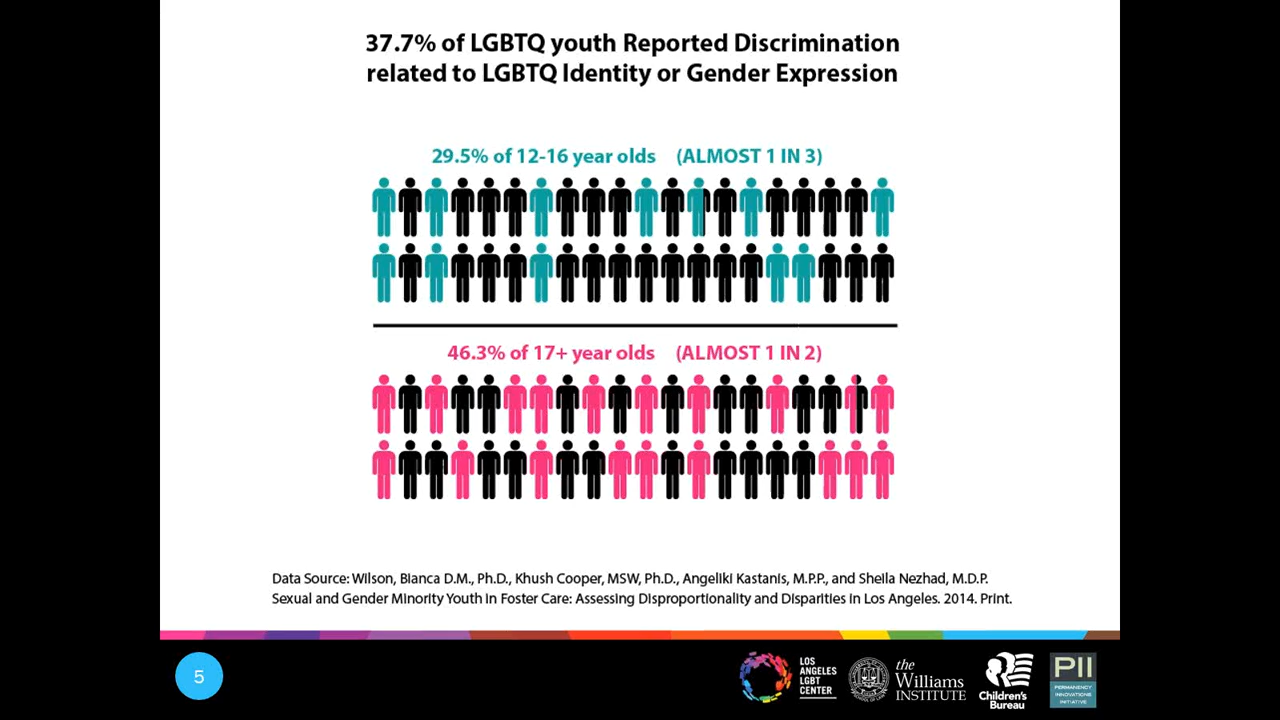 37.7% of LGBTQ youth Reported Discrimination
related to LGBTQ Identity or Gender Expression
29.5% of 12-16 year olds (ALMOST 1 IN 3)
46.3% of 17+ year olds (ALMOST 1 IN 2)
Data Source: Wilson, Bianca D.M., Ph.D., Khush Cooper, MSW, Ph.D., Angeliki Kastanis, M.P.P., and Sheila Nezhad, M.D.P.
Sexual and Gender Minority Youth in Foster Care: Assessing Disproportionality and Disparities in Los Angeles. 2014. Print.
5
LOS
ANGELES
LGBT
CENTER
the
Williams
INSTITUTE
Children's
Bureau
PII
PERMANENCY
INNOVATIONS
INITIATIVE